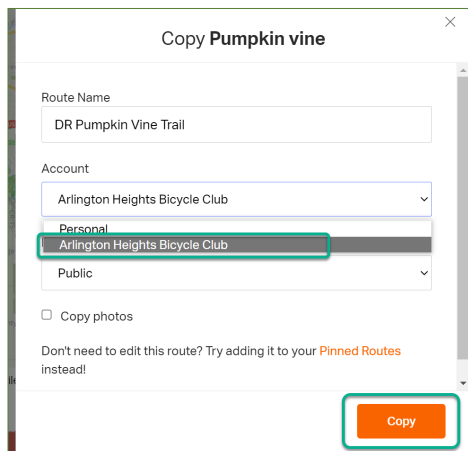 Copy Pumpkin vine
Route Name
DR Pumpkin Vine Trail
Account
Arlington Heights Bicycle Club
Personal
Arlington Heights Bicycle Club
Public
Copy photos
Don't need to edit this route? Try adding it to your Pinned Routes
instead!
Copy